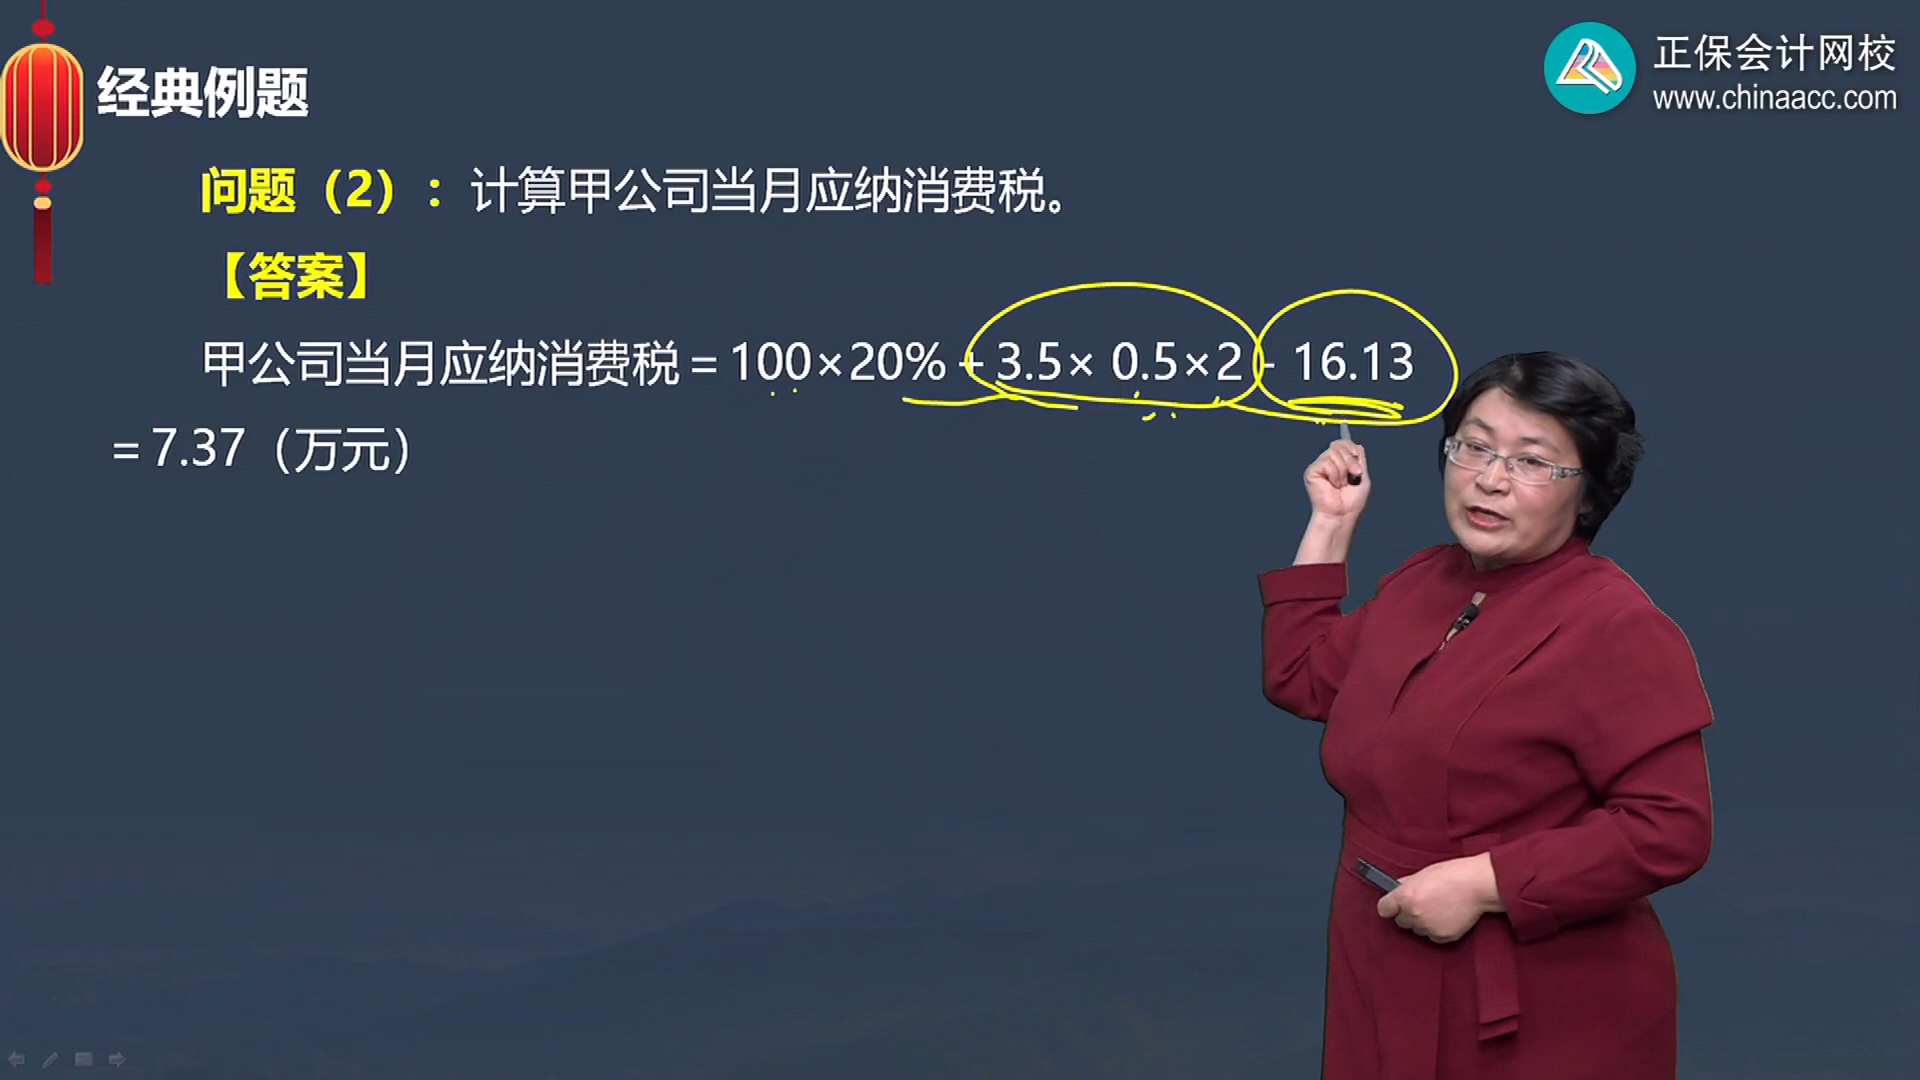 正保会计网校
www.chinaacc.com
经典例题
问题（2）：计算甲公司当月应纳消费税。
【答案】
甲公司当月应纳消费税＝100×20%＋3.5× 0.5×2－16.13
＝7.37（万元）